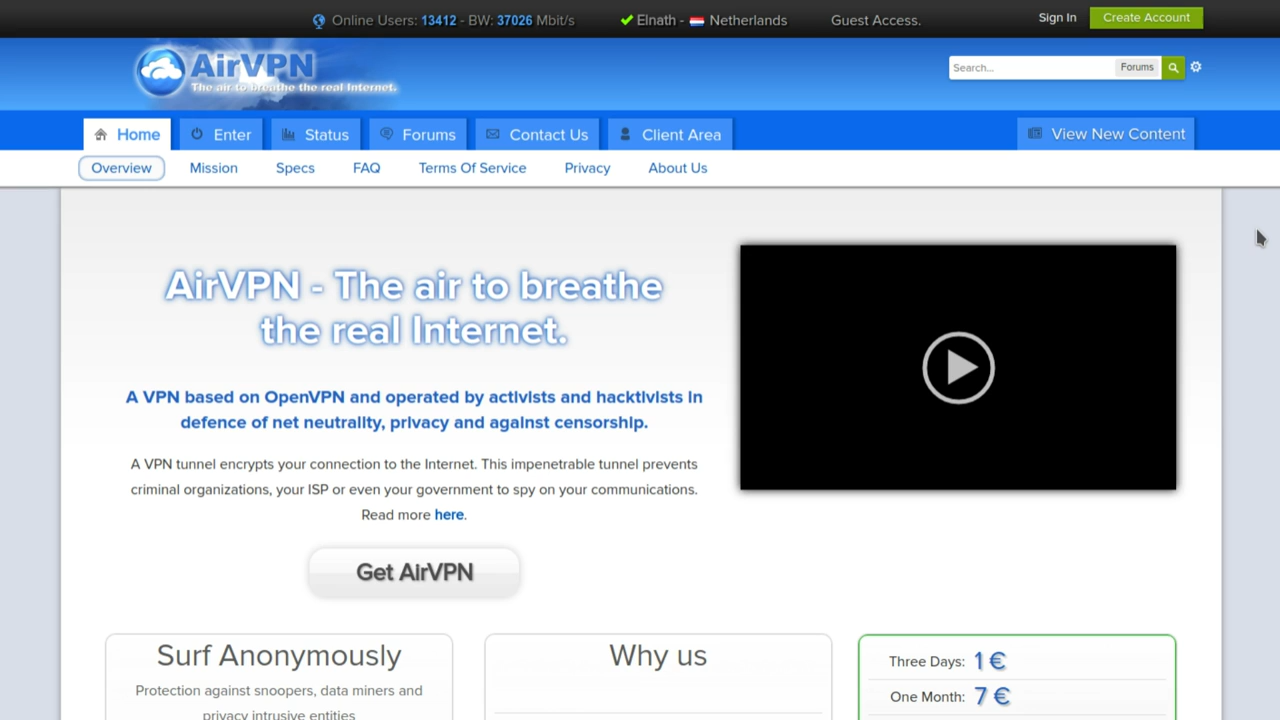 Online Users: 13412 - BW: 37026 Mbit/s
Elnath - Netherlands
Guest Access.
Sign In
Create Account
AirVPN
The air to breathe the real Internet.
Search...
Forums
Home
Enter
Status
Forums
Contact Us
Client Area
View New Content
Overview
Mission
Specs
FAQ
Terms Of Service
Privacy
About Us
AirVPN - The air to breathe
the real Internet.
A VPN based on OpenVPN and operated by activists and hacktivists in
defence of net neutrality, privacy and against censorship.
A VPN tunnel encrypts your connection to the Internet. This impenetrable tunnel prevents
criminal organizations, your ISP or even your government to spy on your communications.
Read more here.
Get AirVPN
Surf Anonymously
Protection against snoopers, data miners and
privacy intrusive entities
Why us
Three Days: 1 €
One Month: 7 €